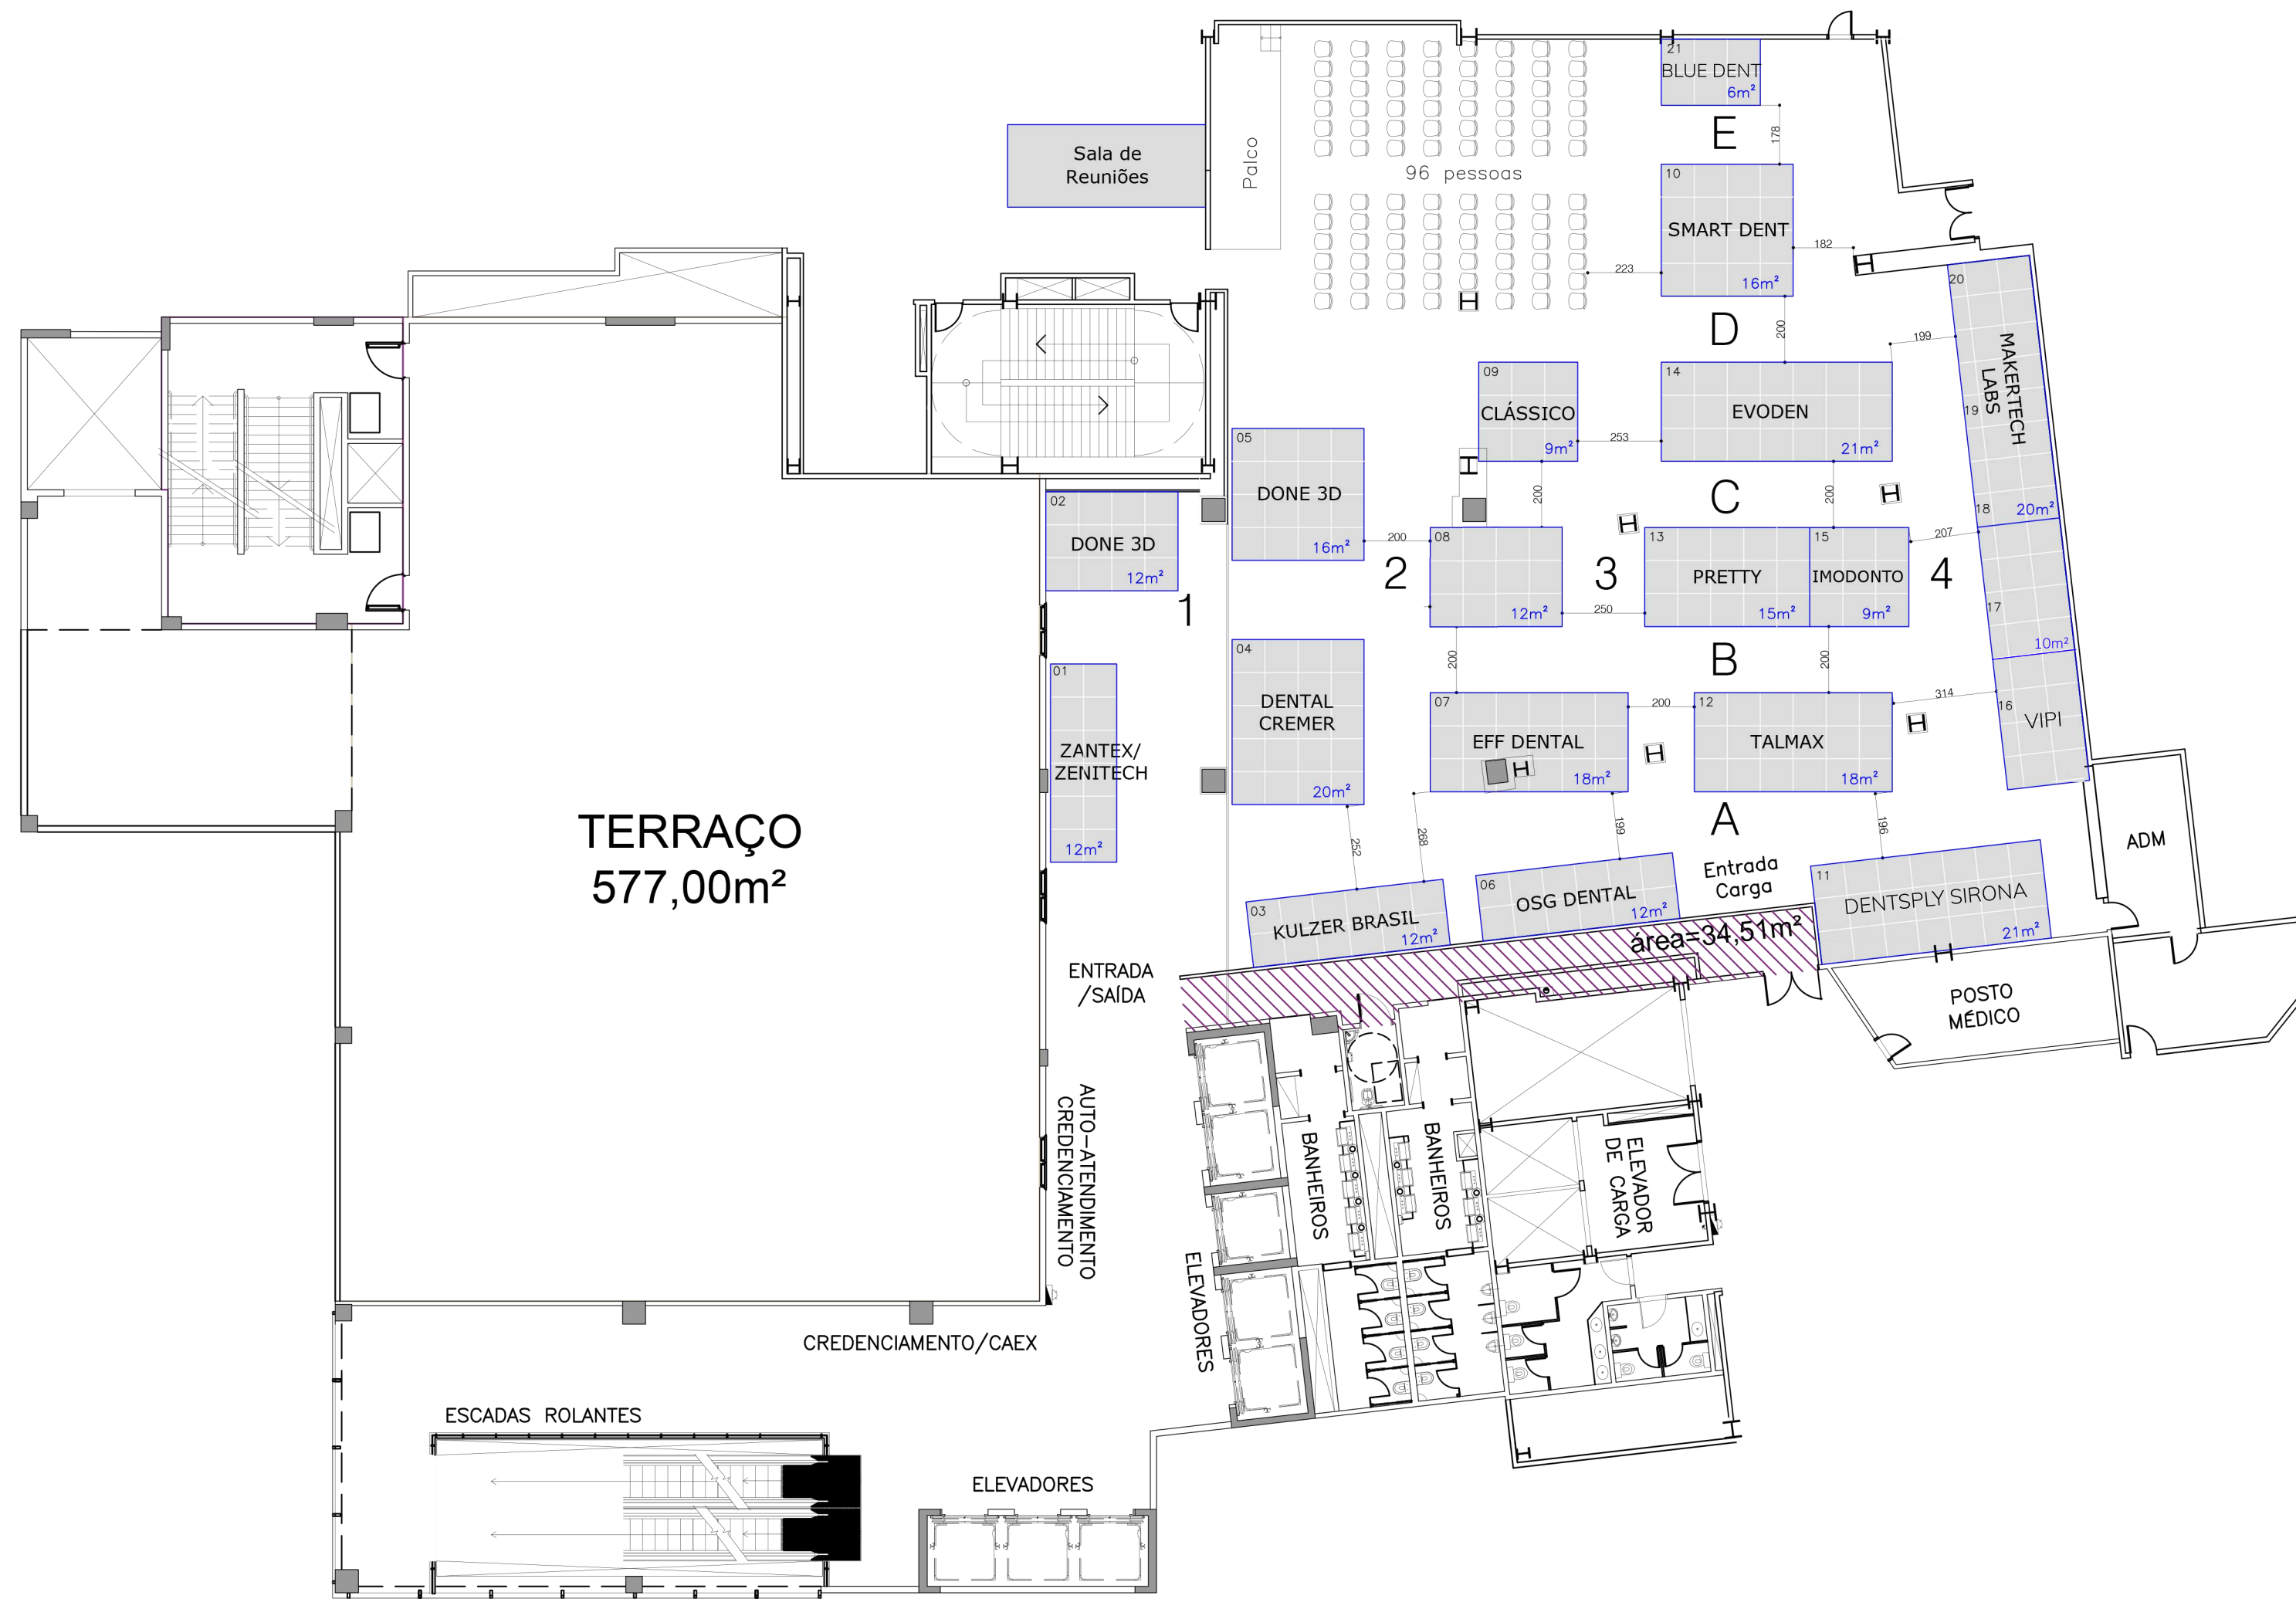 21
BLUE DENT
6m²
E
178
Sala de
Reuniões
Palco
96 pessoas
10
SMART DENT
16m²
182
223
D
200
199
20
MAKERTECH
LABS
19
18
20m²
09
CLÁSSICO
9m²
253
14
EVODEN
21m²
05
DONE 3D
16m²
02
DONE 3D
12m²
1
200
2
200
08
12m²
3
250
C
200
13
PRETTY
15m²
15
IMODONTO
9m²
207
4
17
10m²
01
ZANTEX/
ZENITECH
12m²
04
DENTAL
CREMER
20m²
200
B
200
07
EFF DENTAL
18m²
200
12
TALMAX
18m²
314
16
VIPI
TERRAÇO
577,00m²
252
268
199
A
196
Entrada
Carga
ADM
03
KULZER BRASIL
12m²
06
OSG DENTAL
12m²
11
DENTSPLY SIRONA
21m²
área=34,51m²
ENTRADA
/SAÍDA
POSTO
MÉDICO
AUTO-ATENDIMENTO
CREDENCIAMENTO
BANHEIROS
BANHEIROS
ELEVADOR
DE CARGA
ELEVADORES
CREDENCIAMENTO/CAEX
ESCADAS ROLANTES
ELEVADORES